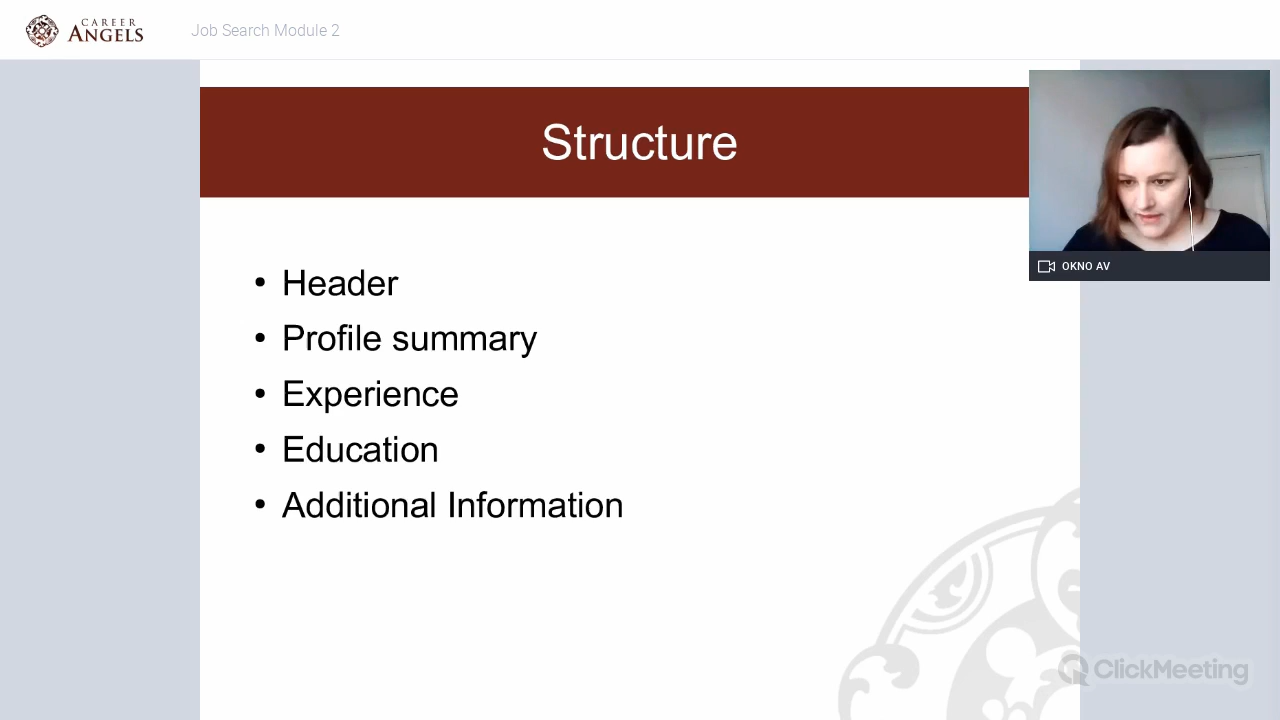 CAREER
ANGELS
Job Search Module 2
Structure
OKNO AV
• Header
• Profile summary
• Experience
• Education
• Additional Information
ClickMeeting